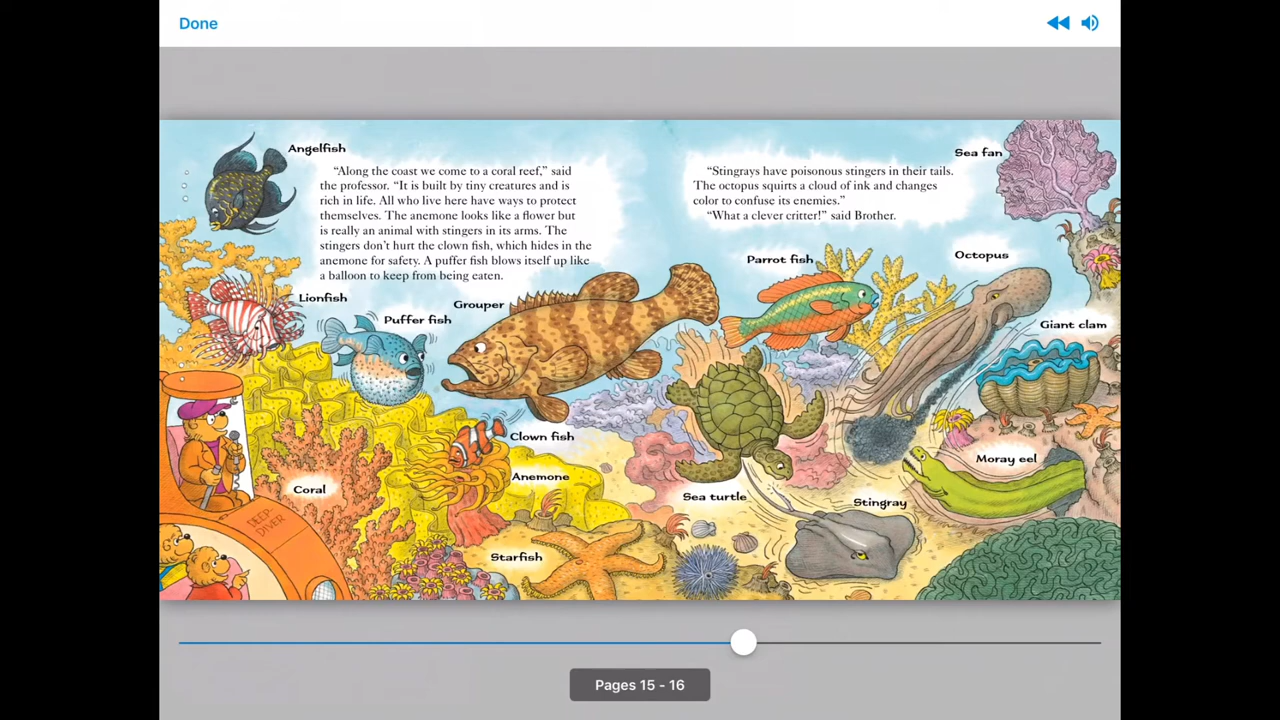 Done
Angelfish
“Along the coast we come to a coral reef,” said
the professor. “It is built by tiny creatures and is
rich in life. All who live here have ways to protect
themselves. The anemone looks like a flower but
is really an animal with stingers in its arms. The
stingers don’t hurt the clown fish, which hides in the
anemone for safety. A puffer fish blows itself up like
a balloon to keep from being eaten.
“Stingrays have poisonous stingers in their tails.
The octopus squirts a cloud of ink and changes
color to confuse its enemies.”
“What a clever critter!” said Brother.
Sea fan
Lionfish
Puffer fish
Grouper
Parrot fish
Octopus
Giant clam
Clown fish
Anemone
Coral
Sea turtle
Stingray
Moray eel
Starfish
DEEP
DIVER
Pages 15 - 16